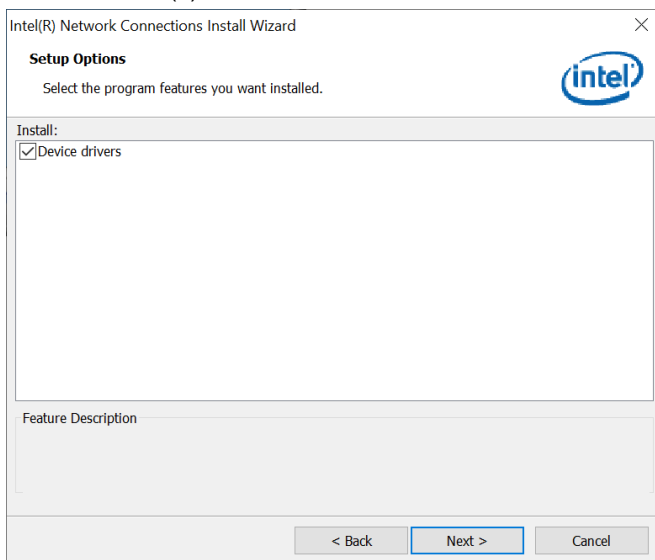 Intel(R) Network Connections Install Wizard
Setup Options
Select the program features you want installed.
intel
Install:
Device drivers
Feature Description
< Back
Next >
Cancel